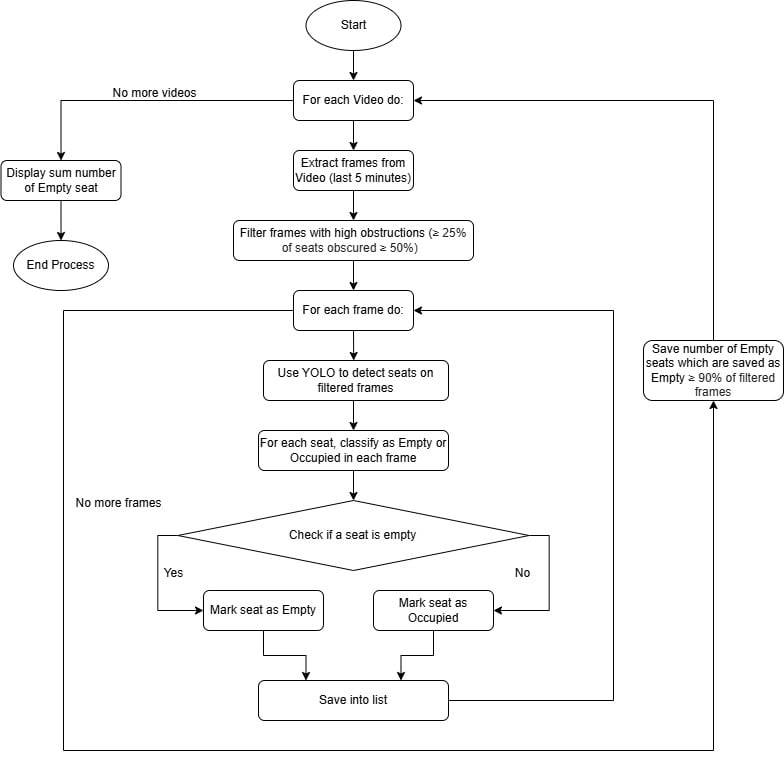 Start
No more videos
For each Video do:
Display sum number
of Empty seat
Extract frames from
Video (last 5 minutes)
End Process
Filter frames with high obstructions (≥ 25%
of seats obscured ≥ 50%)
For each frame do:
Save number of Empty
seats which are saved as
Empty ≥ 90% of filtered
frames
Use YOLO to detect seats on
filtered frames
For each seat, classify as Empty or
Occupied in each frame
No more frames
Check if a seat is empty
Yes
No
Mark seat as Empty
Mark seat as
Occupied
Save into list